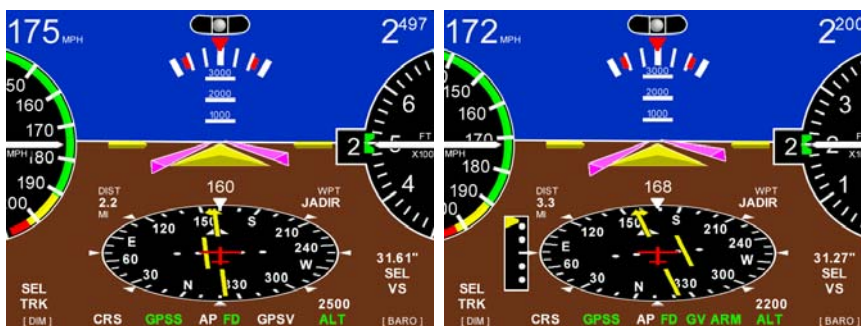 175 MPH
2497
3000
2000
1000
150
160
170
180
190
MPH
6
5
4
FT
X100
2
160
DIST
2.2
MI
WPT
JADIR
E 120 150 S 210 240 W 300 330 N 30 60
31.61"
SEL
VS
SEL
TRK
2500
[ DIM ] CRS GPSS AP FD GPSV ALT [ BARO ]
172 MPH
2200
3000
2000
1000
150
160
170
180
190
MPH
3
2
1
FT
X100
2
168
DIST
3.3
MI
WPT
JADIR
E 120 150 S 210 240 W 300 330 N 30 60
31.27"
SEL
VS
SEL
TRK
2200
[ DIM ] CRS GPSS AP FD GV ARM ALT [ BARO ]